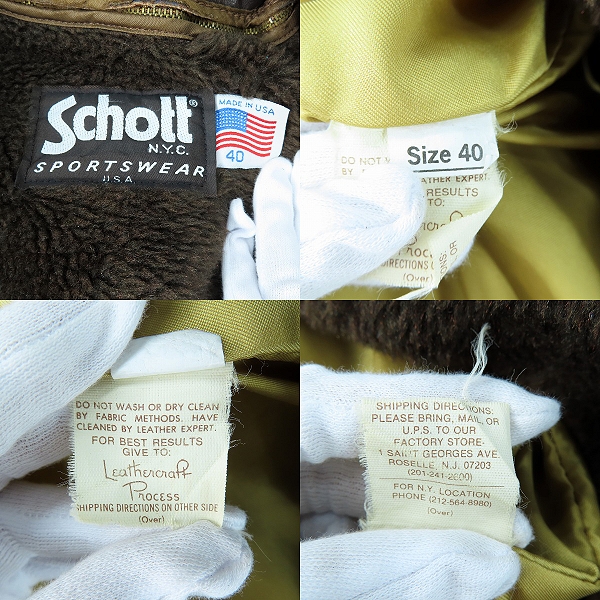 Schott®
N.Y.C.
SPORTSWEAR
USA
MADE IN USA
40
Size 40
DO NOT
LEATHER EXPERT.
RESULTS
TO:
DIRECTIONS O
DO NOT WASH OR DRY CLEAN
BY FABRIC METHODS. HAVE
CLEANED BY LEATHER EXPERT.
FOR BEST RESULTS
GIVE TO:
Leathercraft
Process
SHIPPING DIRECTIONS ON OTHER SIDE
(Over)
SHIPPING DIRECTIONS:
PLEASE BRING, MAIL, OR
U.P.S. TO OUR
FACTORY STORE-
1 SAINT GEORGES AVE.
ROSELLE, N.J. 07203
(201-241-2600)
FOR N.Y. LOCATION
PHONE (212-564-8980)
(Over)